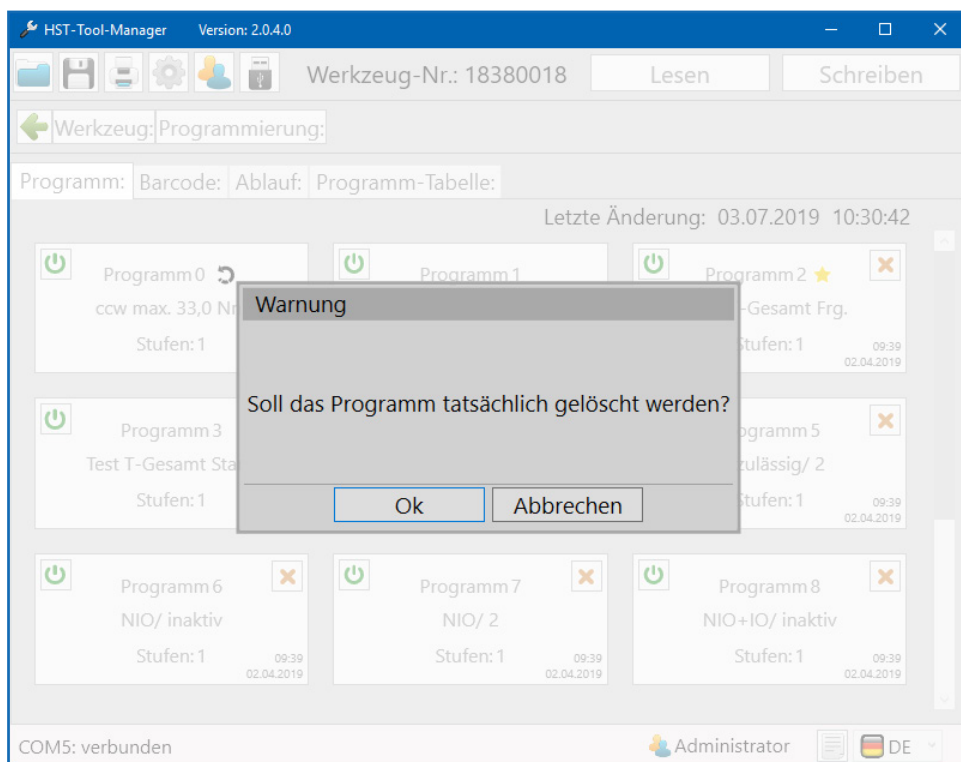 HST-Tool-Manager Version: 2.0.4.0
Werkzeug-Nr.: 18380018 Lesen Schreiben
Werkzeug: Programmierung:
Programm: Barcode: Ablauf: Programm-Tabelle:
Letzte Änderung: 03.07.2019 10:30:42
Programm 0 Programm 1 Programm 2
ccw max. 33,0 -Gesamt Frg.
Stufen: 1 Stufen: 1 09:39
02.04.2019
Warnung
Soll das Programm tatsächlich gelöscht werden?
Ok Abbrechen
Programm 3 ogramm 5
Test T-Gesamt Sta zulässig/ 2
Stufen: 1 Stufen: 1 09:39
02.04.2019
Programm 6 Programm 7 Programm 8
NIO/ inaktiv NIO/ 2 NIO+IO/ inaktiv
Stufen: 1 09:39 Stufen: 1 09:39 Stufen: 1 09:39
02.04.2019 02.04.2019 02.04.2019
COM5: verbunden Administrator DE